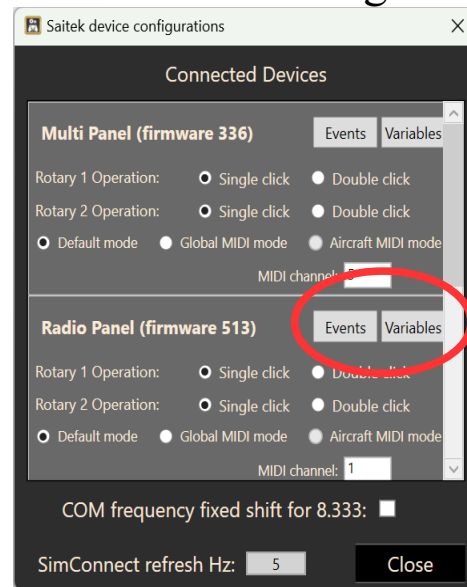 Saitek device configurations
Connected Devices
Multi Panel (firmware 336) Events Variables
Rotary 1 Operation: Single click Double click
Rotary 2 Operation: Single click Double click
Default mode Global MIDI mode Aircraft MIDI mode
MIDI channel:
Radio Panel (firmware 513) Events Variables
Rotary 1 Operation: Single click Double click
Rotary 2 Operation: Single click Double click
Default mode Global MIDI mode Aircraft MIDI mode
MIDI channel: 1
COM frequency fixed shift for 8.333:
SimConnect refresh Hz: 5 Close